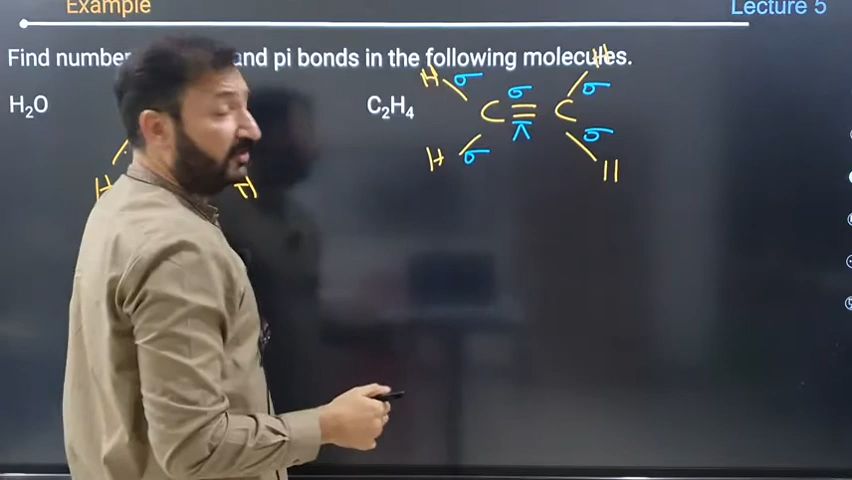 Example
Lecture 5
Find number and pi bonds in the following molecules.
H₂O
C₂H₄
H σ σ σ H
C = C
H σ π σ H
H H